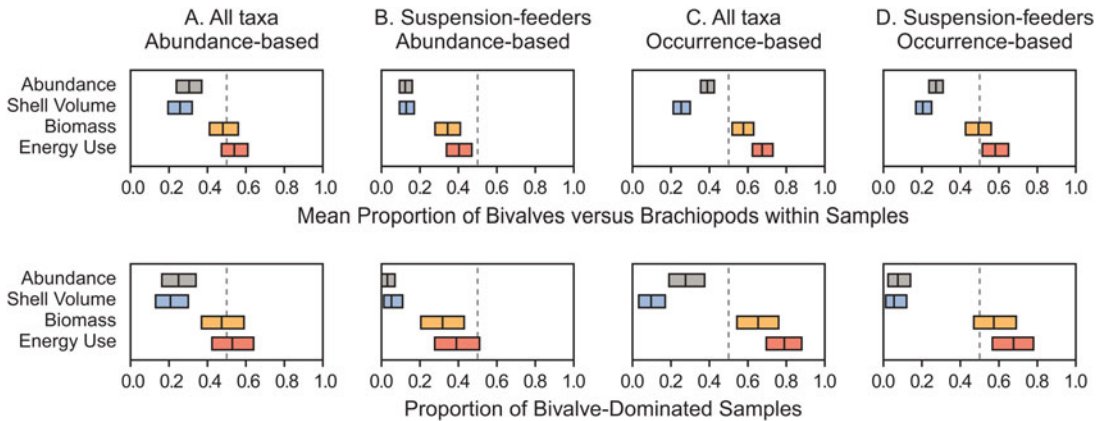 A. All taxa
Abundance-based
B. Suspension-feeders
Abundance-based
C. All taxa
Occurrence-based
D. Suspension-feeders
Occurrence-based
Abundance
Shell Volume
Biomass
Energy Use
0.0 0.2 0.4 0.6 0.8 1.0 0.0 0.2 0.4 0.6 0.8 1.0 0.0 0.2 0.4 0.6 0.8 1.0 0.0 0.2 0.4 0.6 0.8 1.0
Mean Proportion of Bivalves versus Brachiopods within Samples
Abundance
Shell Volume
Biomass
Energy Use
0.0 0.2 0.4 0.6 0.8 1.0 0.0 0.2 0.4 0.6 0.8 1.0 0.0 0.2 0.4 0.6 0.8 1.0 0.0 0.2 0.4 0.6 0.8 1.0
Proportion of Bivalve-Dominated Samples